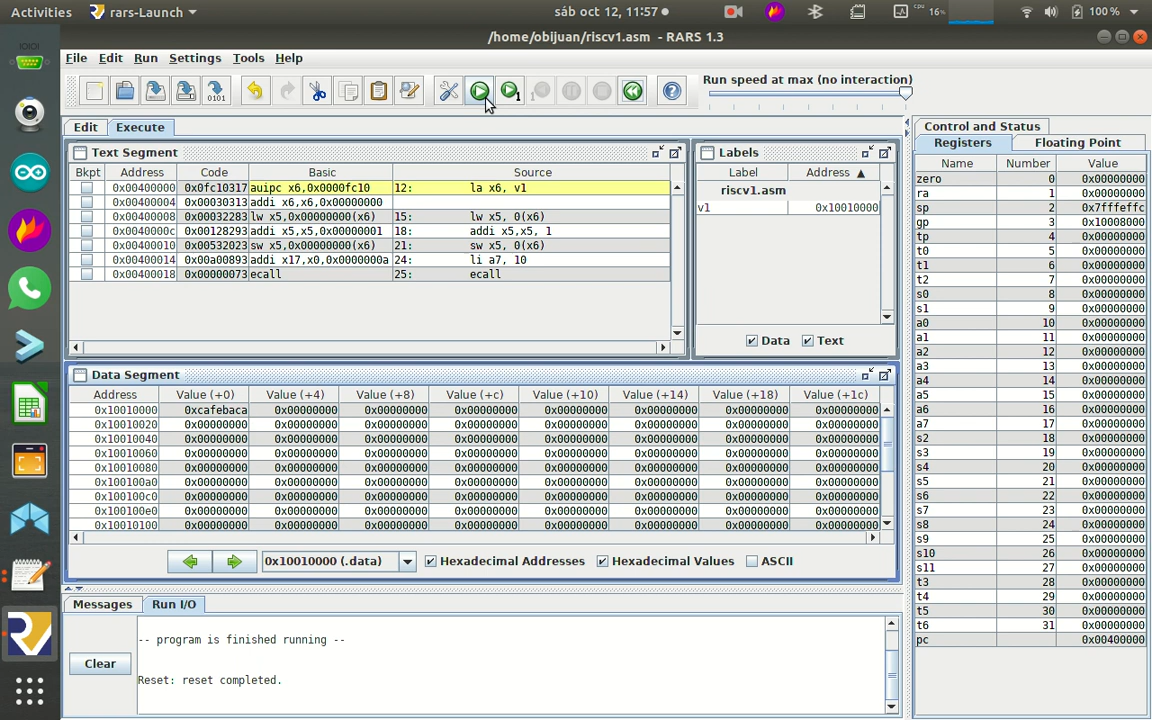 Activities rars-Launch sáb oct 12, 11:57 cpu 16% 100 %
/home/obijuan/riscv1.asm - RARS 1.3
File Edit Run Settings Tools Help
Run speed at max (no interaction)
Edit Execute
Text Segment
Bkpt Address Code Basic Source
0x00400000 0x0fc10317 auipc x6,0x0000fc10 12: la x6, v1
0x00400004 0x00030313 addi x6,x6,0x00000000
0x00400008 0x00032283 lw x5,0x00000000(x6) 15: lw x5, 0(x6)
0x0040000c 0x00128293 addi x5,x5,0x00000001 18: addi x5,x5, 1
0x00400010 0x00532023 sw x5,0x00000000(x6) 21: sw x5, 0(x6)
0x00400014 0x00a00893 addi x17,x0,0x0000000a 24: li a7, 10
0x00400018 0x00000073 ecall 25: ecall
Labels
Label Address ▲
riscv1.asm
v1 0x10010000
Data Text
Data Segment
Address Value (+0) Value (+4) Value (+8) Value (+c) Value (+10) Value (+14) Value (+18) Value (+1c)
0x10010000 0xcafebaca 0x00000000 0x00000000 0x00000000 0x00000000 0x00000000 0x00000000 0x00000000
0x10010020 0x00000000 0x00000000 0x00000000 0x00000000 0x00000000 0x00000000 0x00000000 0x00000000
0x10010040 0x00000000 0x00000000 0x00000000 0x00000000 0x00000000 0x00000000 0x00000000 0x00000000
0x10010060 0x00000000 0x00000000 0x00000000 0x00000000 0x00000000 0x00000000 0x00000000 0x00000000
0x10010080 0x00000000 0x00000000 0x00000000 0x00000000 0x00000000 0x00000000 0x00000000 0x00000000
0x100100a0 0x00000000 0x00000000 0x00000000 0x00000000 0x00000000 0x00000000 0x00000000 0x00000000
0x100100c0 0x00000000 0x00000000 0x00000000 0x00000000 0x00000000 0x00000000 0x00000000 0x00000000
0x100100e0 0x00000000 0x00000000 0x00000000 0x00000000 0x00000000 0x00000000 0x00000000 0x00000000
0x10010100 0x00000000 0x00000000 0x00000000 0x00000000 0x00000000 0x00000000 0x00000000 0x00000000
0x10010000 (.data) Hexadecimal Addresses Hexadecimal Values ASCII
Messages Run I/O
-- program is finished running --
Clear
Reset: reset completed.
Control and Status
Registers Floating Point
Name Number Value
zero 0 0x00000000
ra 1 0x00000000
sp 2 0x7fffeffc
gp 3 0x10008000
tp 4 0x00000000
t0 5 0x00000000
t1 6 0x00000000
t2 7 0x00000000
s0 8 0x00000000
s1 9 0x00000000
a0 10 0x00000000
a1 11 0x00000000
a2 12 0x00000000
a3 13 0x00000000
a4 14 0x00000000
a5 15 0x00000000
a6 16 0x00000000
a7 17 0x00000000
s2 18 0x00000000
s3 19 0x00000000
s4 20 0x00000000
s5 21 0x00000000
s6 22 0x00000000
s7 23 0x00000000
s8 24 0x00000000
s9 25 0x00000000
s10 26 0x00000000
s11 27 0x00000000
t3 28 0x00000000
t4 29 0x00000000
t5 30 0x00000000
t6 31 0x00000000
pc 0x00400000